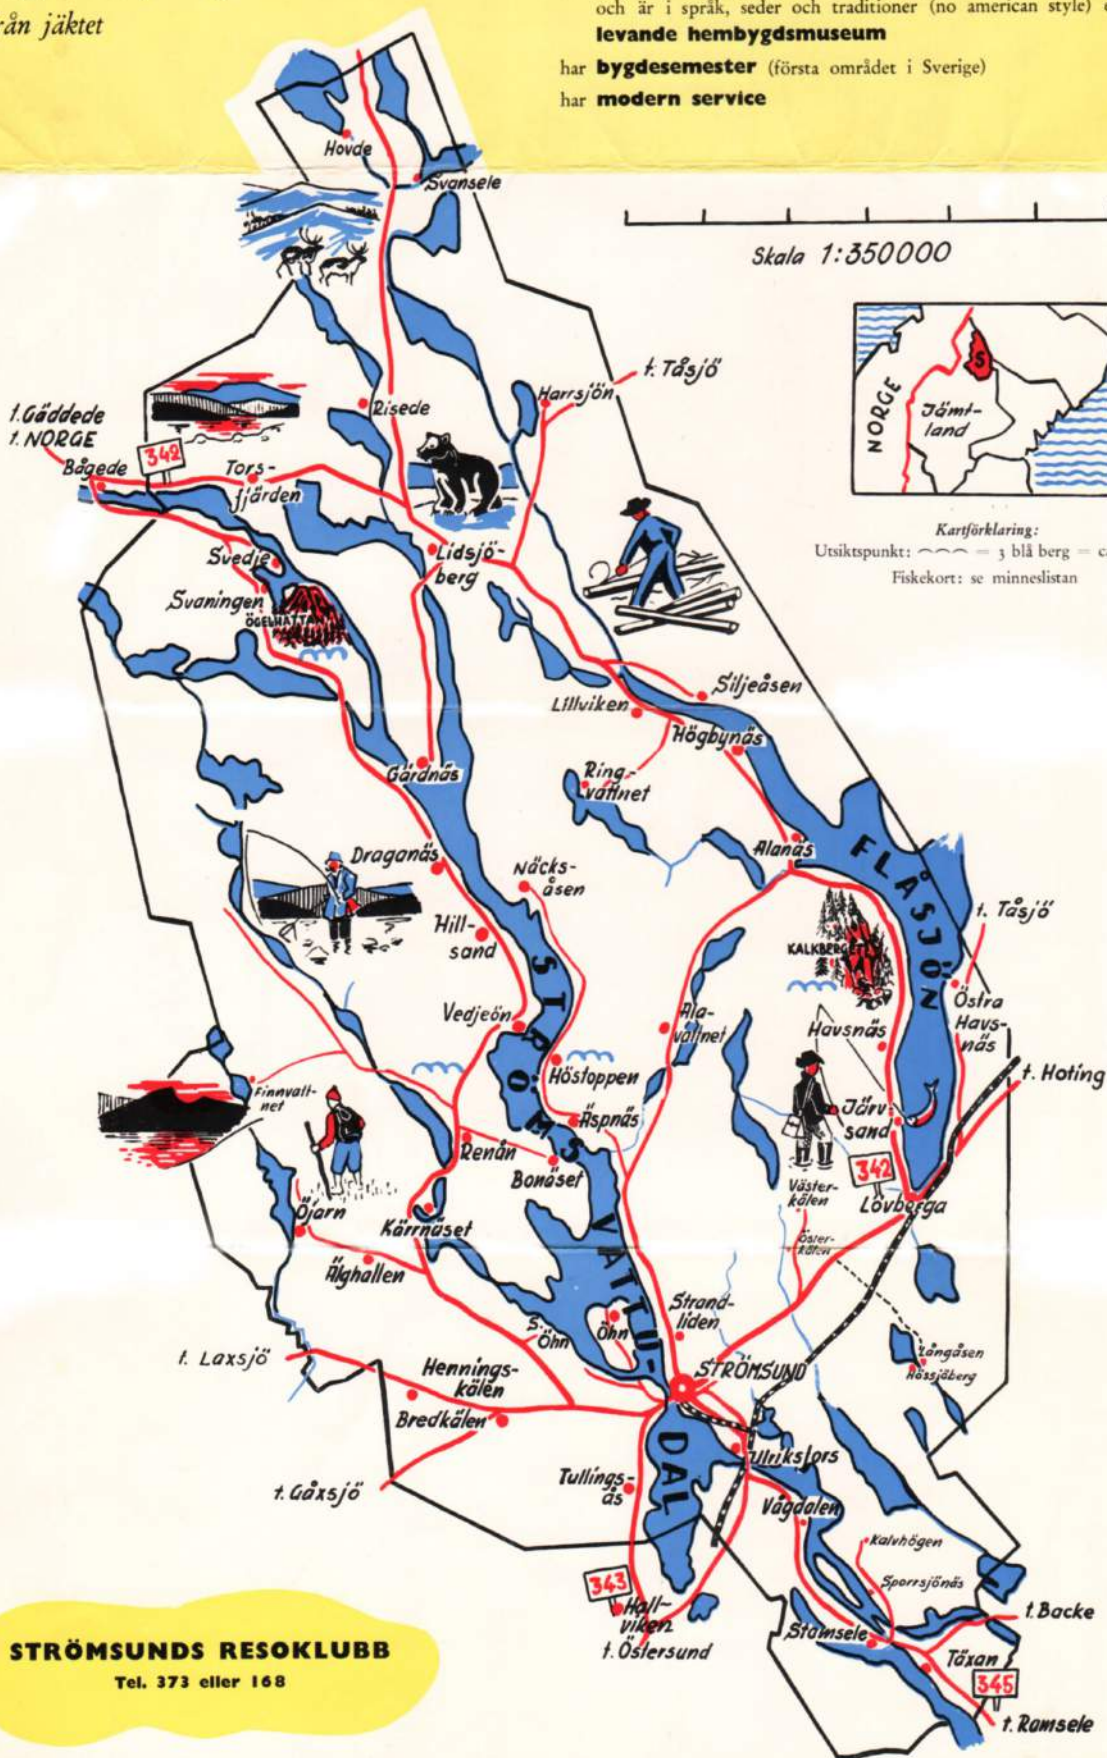 rån jäktet
och är i språk, seder och traditioner (no american style)
levande hembygdsmuseum
har bygdesemester (första området i Sverige)
har modern service
Hovde
Svansele
Skala 1:350000
NORGE
Jämt-
land
S
Kartförklaring:
Utsiktspunkt: = 3 blå berg =
Fiskekort: se minneslistan
t. Tåsjö
Harrsjön
Risede
t. Gäddede
t. NORGE
Bågede
342
Tors-
fjärden
Lidsjö-
berg
Svedje
Svaningen
ÖGELHATTAN
Siljeåsen
Lillviken
Högbynäs
Ring-
vattnet
Gärdnäs
Alanäs
FLÅSJÖN
Draganäs
Näcks-
åsen
t. Tåsjö
Hill-
sand
KALKBERGET
Östra
Havs-
näs
Vedjeön
Ala-
vattnet
Havsnäs
t. Hoting
Höstoppen
Finnvatt-
net
Äspnäs
Järv-
sand
STRÖMS
VATTU-
DAL
Renån
Bonäset
342
Väster-
kälen
Lövberga
Öjarn
Kärrnäset
Öster-
kälen
Älghallen
Strand-
liden
S.
Öhn
Öhn
t. Laxsjö
Långåsen
Rössjöberg
Hennings-
kälen
STRÖMSUND
Bredkälen
Ulriksfors
Tullings-
ås
t. Gåxsjö
Vågdalen
Kalvhögen
Sporrsjönäs
343
Hall-
viken
t. Östersund
Stamsele
t. Backe
Täxan
345
t. Ramsele
STRÖMSUNDS RESOKLUBB
Tel. 373 eller 168